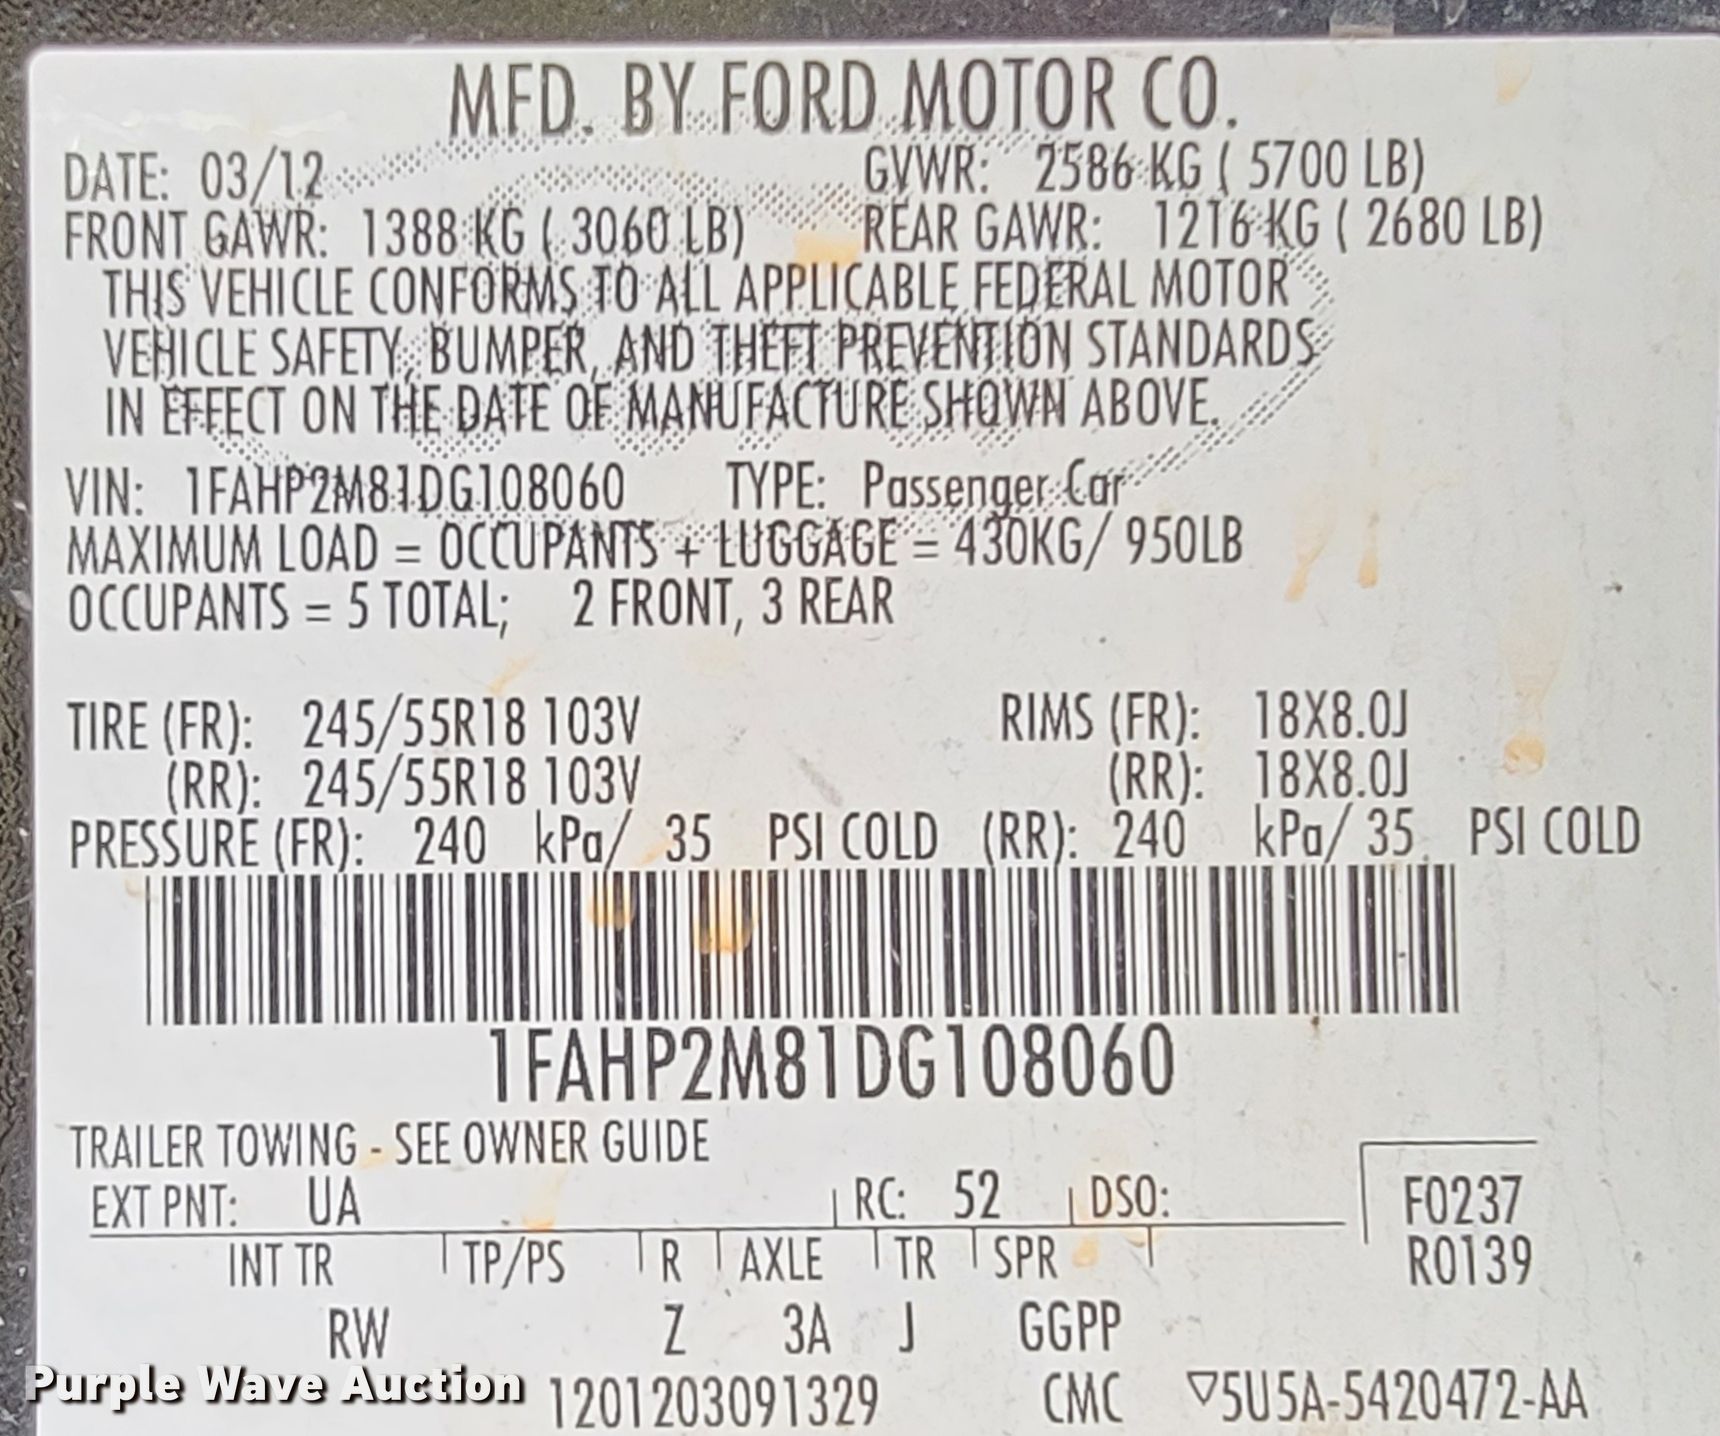 MFD. BY FORD MOTOR CO.
DATE: 03/12 GVWR: 2586 KG ( 5700 LB)
FRONT GAWR: 1388 KG ( 3060 LB) REAR GAWR: 1216 KG ( 2680 LB)
THIS VEHICLE CONFORMS TO ALL APPLICABLE FEDERAL MOTOR
VEHICLE SAFETY, BUMPER, AND THEFT PREVENTION STANDARDS
IN EFFECT ON THE DATE OF MANUFACTURE SHOWN ABOVE.
VIN: 1FAHP2M81DG108060 TYPE: Passenger Car
MAXIMUM LOAD = OCCUPANTS + LUGGAGE = 430KG/ 950LB
OCCUPANTS = 5 TOTAL; 2 FRONT, 3 REAR
TIRE (FR): 245/55R18 103V RIMS (FR): 18X8.0J
(RR): 245/55R18 103V (RR): 18X8.0J
PRESSURE (FR): 240 kPa/ 35 PSI COLD (RR): 240 kPa/ 35 PSI COLD
1FAHP2M81DG108060
TRAILER TOWING - SEE OWNER GUIDE
EXT PNT: UA RC: 52 DSO: F0237
INT TR TP/PS R AXLE TR SPR R0139
RW Z 3A J GGPP
Purple Wave Auction 1201203091329 CMC ▽5U5A-5420472-AA